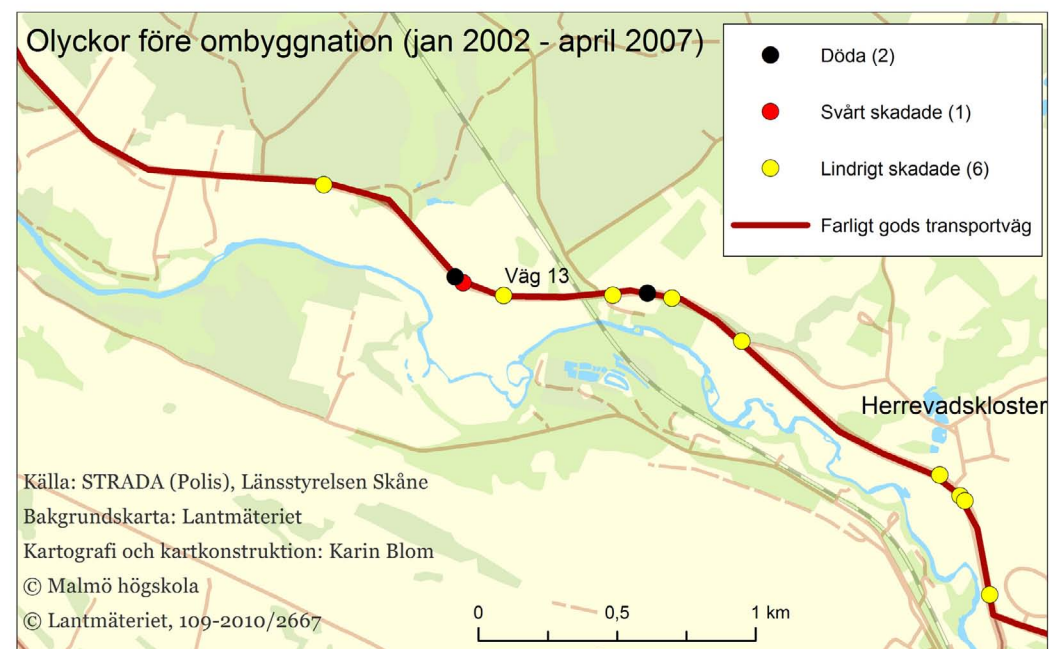 Olyckor före ombyggnation (jan 2002 - april 2007)
Döda (2)
Svårt skadade (1)
Lindrigt skadade (6)
Farligt gods transportväg
Väg 13
Herrevadskloster
Källa: STRADA (Polis), Länsstyrelsen Skåne
Bakgrundskarta: Lantmäteriet
Kartografi och kartkonstruktion: Karin Blom
© Malmö högskola
© Lantmäteriet, 109-2010/2667
0 0,5 1 km